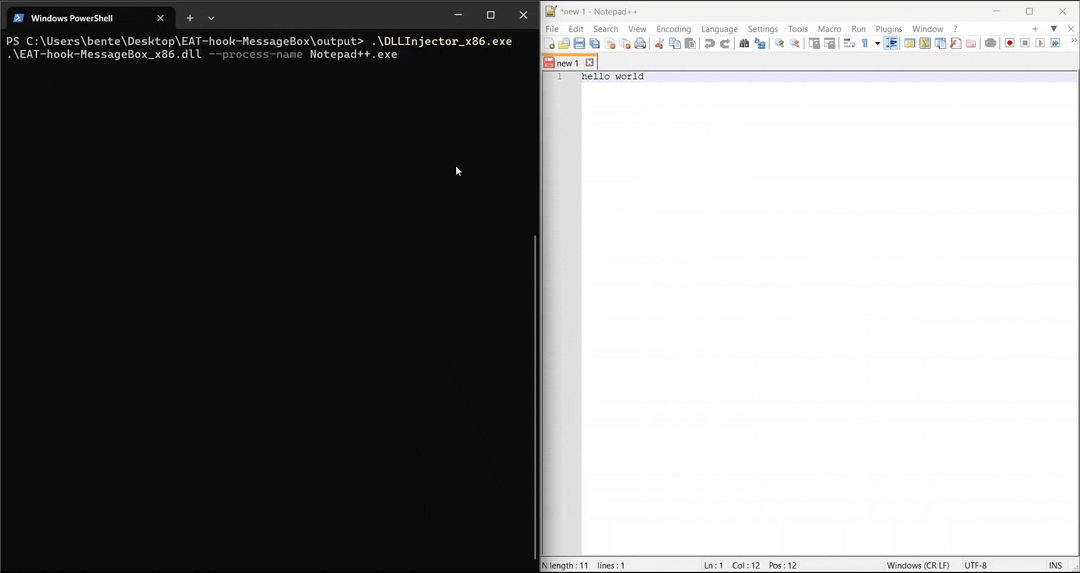 Windows PowerShell
PS C:\Users\bente\Desktop\EAT-hook-MessageBox\output> .\DLLInjector_x86.exe
.\EAT-hook-MessageBox_x86.dll --process-name Notepad++.exe
*new 1 - Notepad++
File Edit Search View Encoding Language Settings Tools Macro Run Plugins Window ?
new 1
1 hello world
N length : 11 lines : 1 Ln : 1 Col : 12 Pos : 12 Windows (CR LF) UTF-8 INS